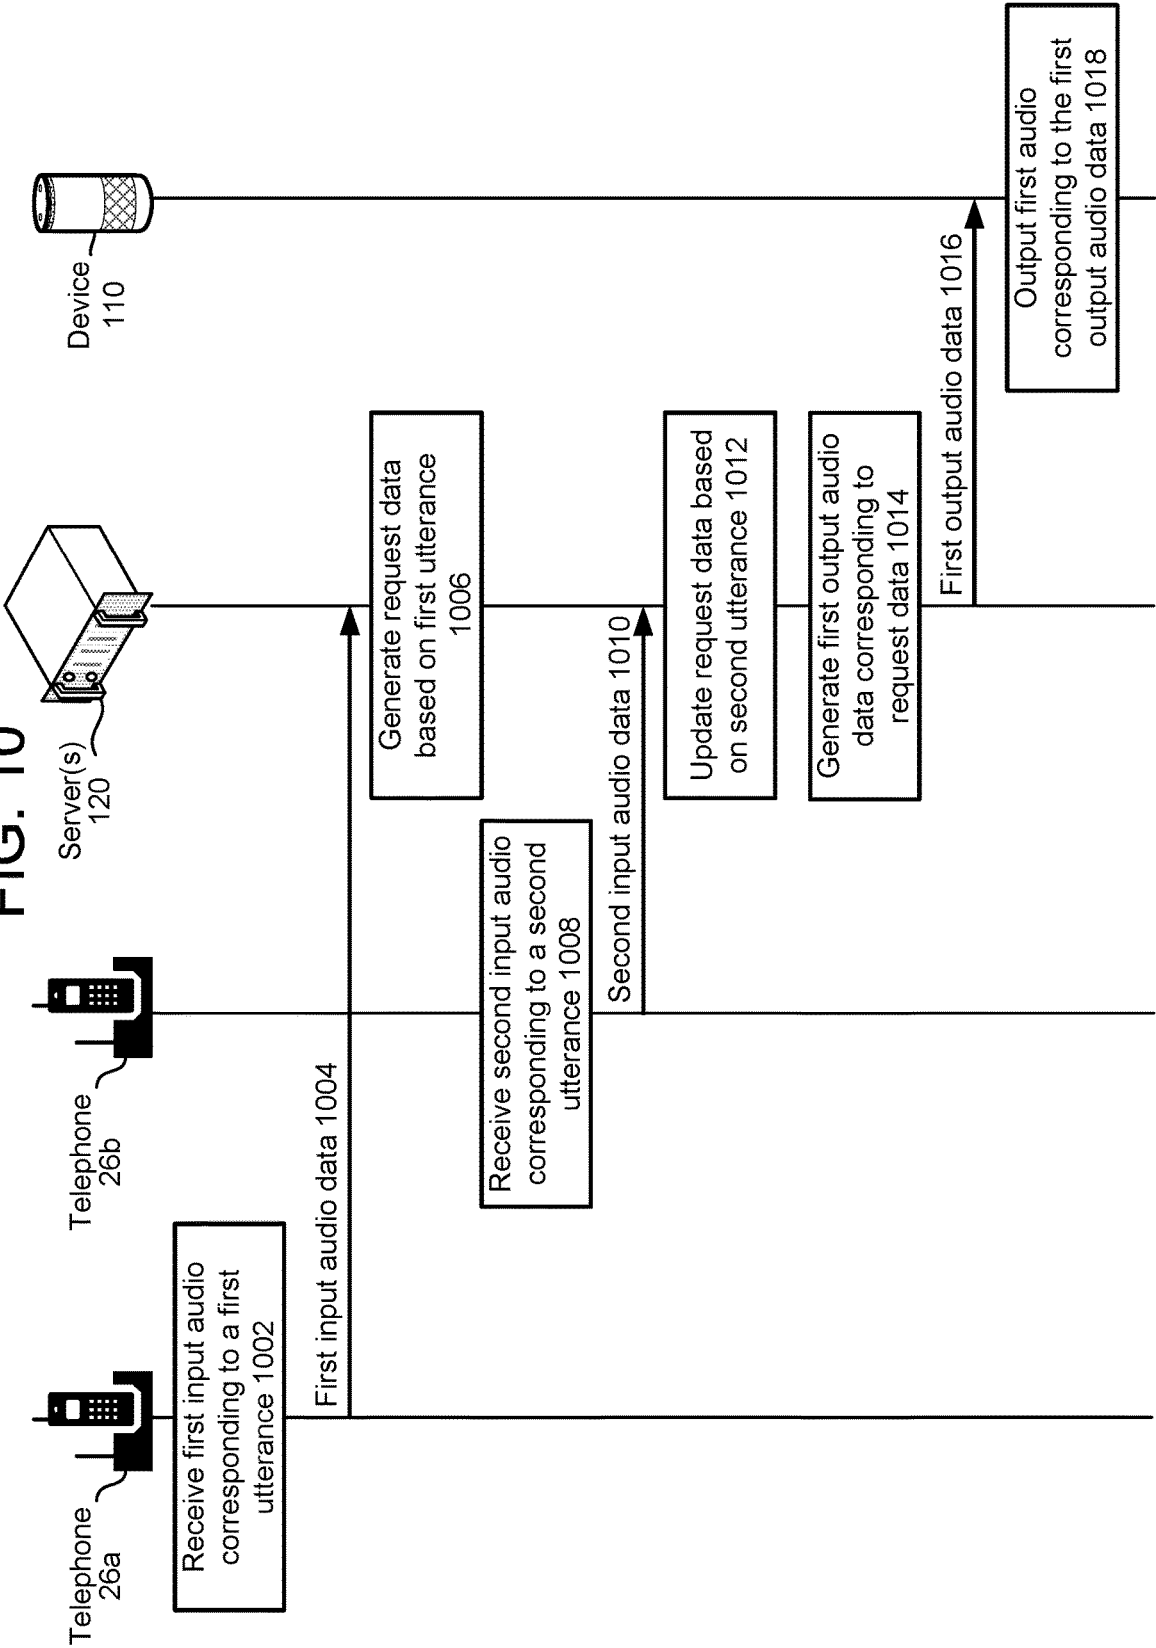 FIG. 10
Telephone
26a
Telephone
26b
Server(s)
120
Device
110
Receive first input audio
corresponding to a first
utterance 1002
First input audio data 1004
Generate request data
based on first utterance
1006
Receive second input audio
corresponding to a second
utterance 1008
Second input audio data 1010
Update request data based
on second utterance 1012
Generate first output audio
data corresponding to
request data 1014
First output audio data 1016
Output first audio
corresponding to the first
output audio data 1018